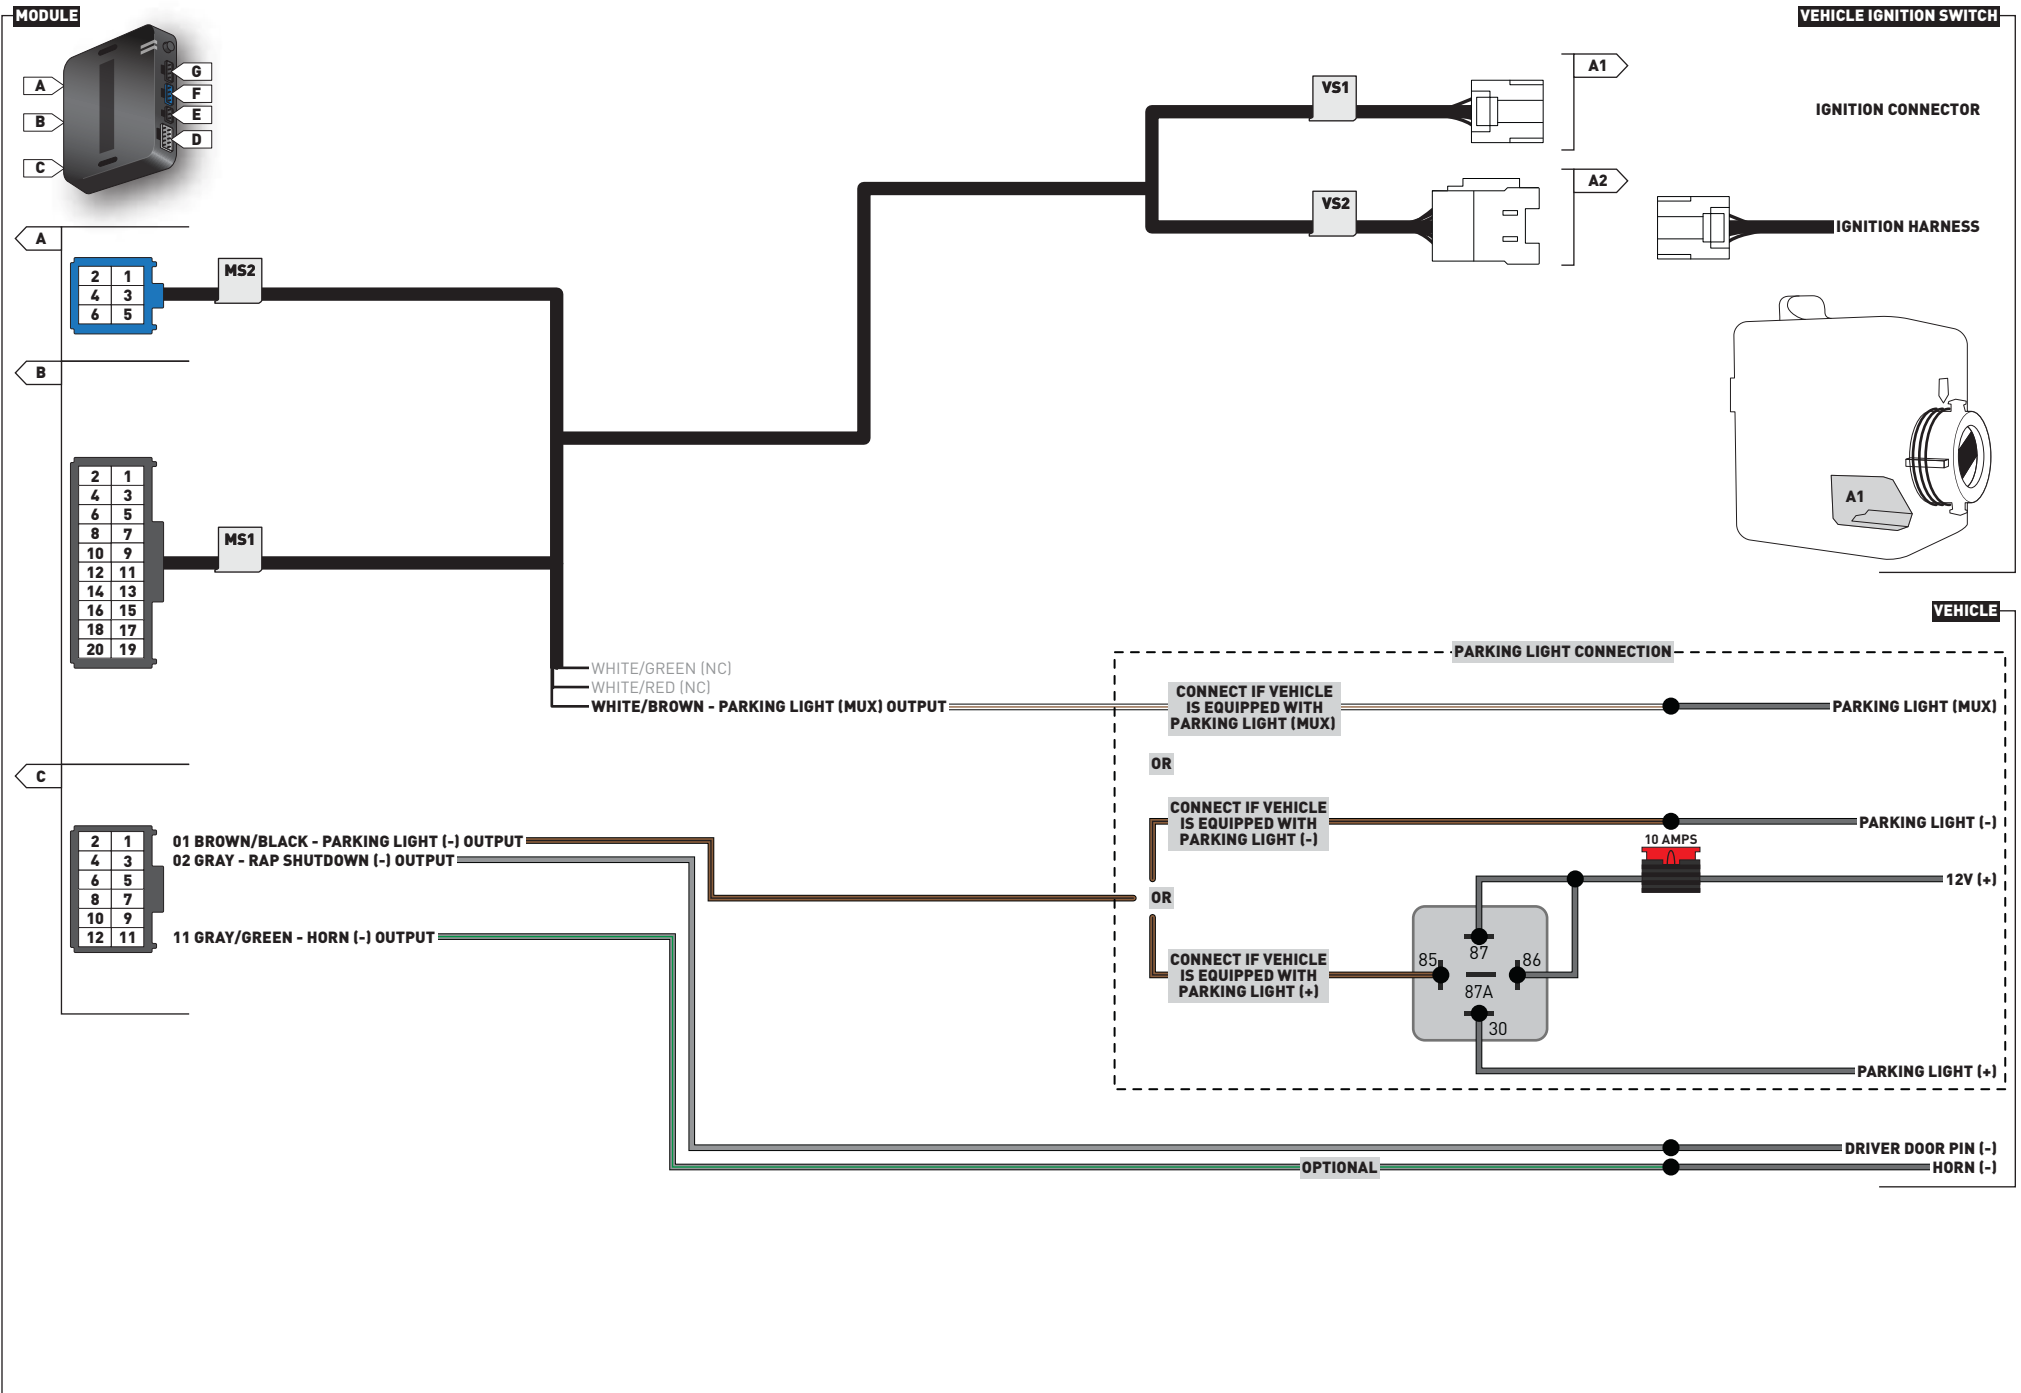 MODULE
VEHICLE IGNITION SWITCH
G
A
F
B
E
D
C
VS1
A1
IGNITION CONNECTOR
VS2
A2
IGNITION HARNESS
A
MS2
2 1
4 3
6 5
B
MS1
2 1
4 3
6 5
8 7
10 9
12 11
14 13
16 15
18 17
20 19
A1
VEHICLE
WHITE/GREEN (NC)
WHITE/RED (NC)
WHITE/BROWN - PARKING LIGHT (MUX) OUTPUT
PARKING LIGHT CONNECTION
CONNECT IF VEHICLE
IS EQUIPPED WITH
PARKING LIGHT (MUX)
PARKING LIGHT (MUX)
OR
C
2 1
4 3
6 5
8 7
10 9
12 11
01 BROWN/BLACK - PARKING LIGHT (-) OUTPUT
02 GRAY - RAP SHUTDOWN (-) OUTPUT
11 GRAY/GREEN - HORN (-) OUTPUT
CONNECT IF VEHICLE
IS EQUIPPED WITH
PARKING LIGHT (-)
PARKING LIGHT (-)
10 AMPS
12V (+)
OR
CONNECT IF VEHICLE
IS EQUIPPED WITH
PARKING LIGHT (+)
87
85
86
87A
30
PARKING LIGHT (+)
DRIVER DOOR PIN (-)
OPTIONAL
HORN (-)